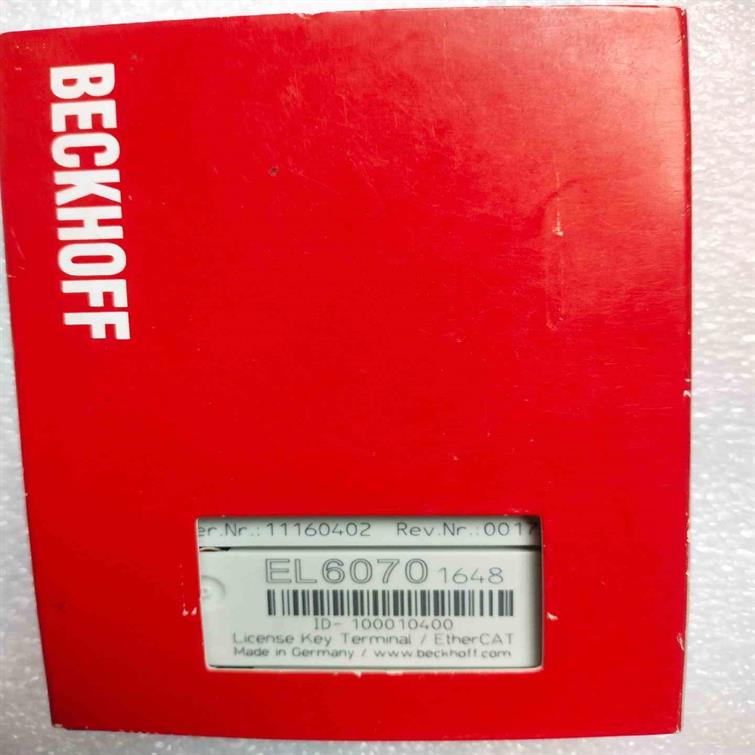 BECKHOFF
er.Nr.: 11160402 Rev.Nr.: 0017
EL6070 1648
ID- 100010400
License Key Terminal / EtherCAT
Made in Germany / www.beckhoff.com